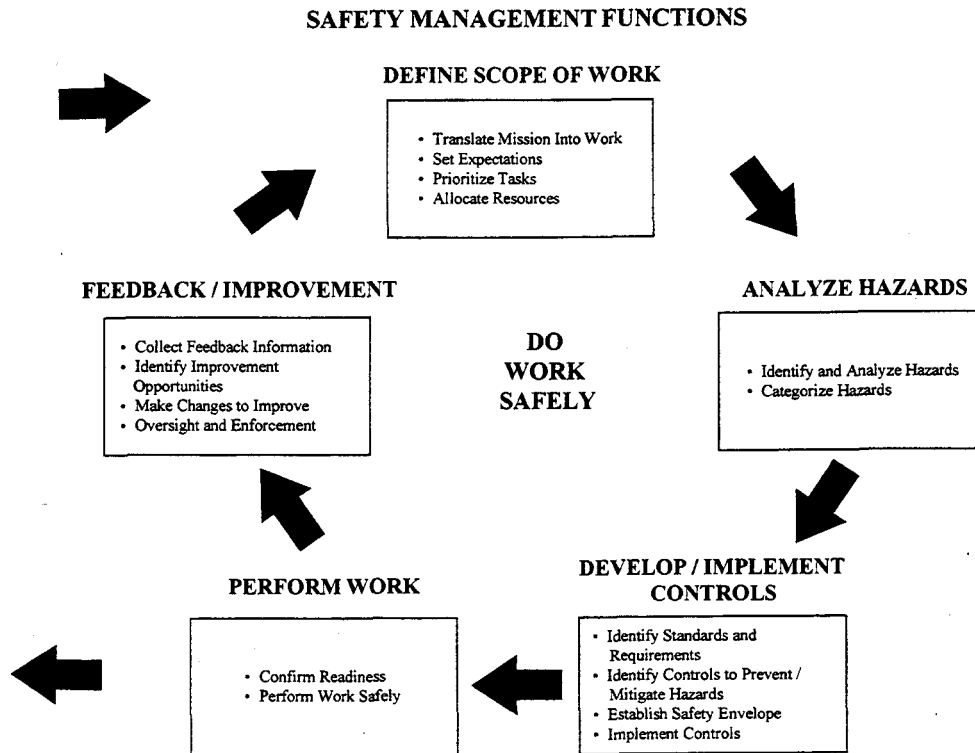 SAFETY MANAGEMENT FUNCTIONS
DEFINE SCOPE OF WORK
• Translate Mission Into Work
• Set Expectations
• Prioritize Tasks
• Allocate Resources
FEEDBACK / IMPROVEMENT
• Collect Feedback Information
• Identify Improvement
Opportunities
• Make Changes to Improve
• Oversight and Enforcement
DO
WORK
SAFELY
ANALYZE HAZARDS
• Identify and Analyze Hazards
• Categorize Hazards
PERFORM WORK
• Confirm Readiness
• Perform Work Safely
DEVELOP / IMPLEMENT
CONTROLS
• Identify Standards and
Requirements
• Identify Controls to Prevent /
Mitigate Hazards
• Establish Safety Envelope
• Implement Controls